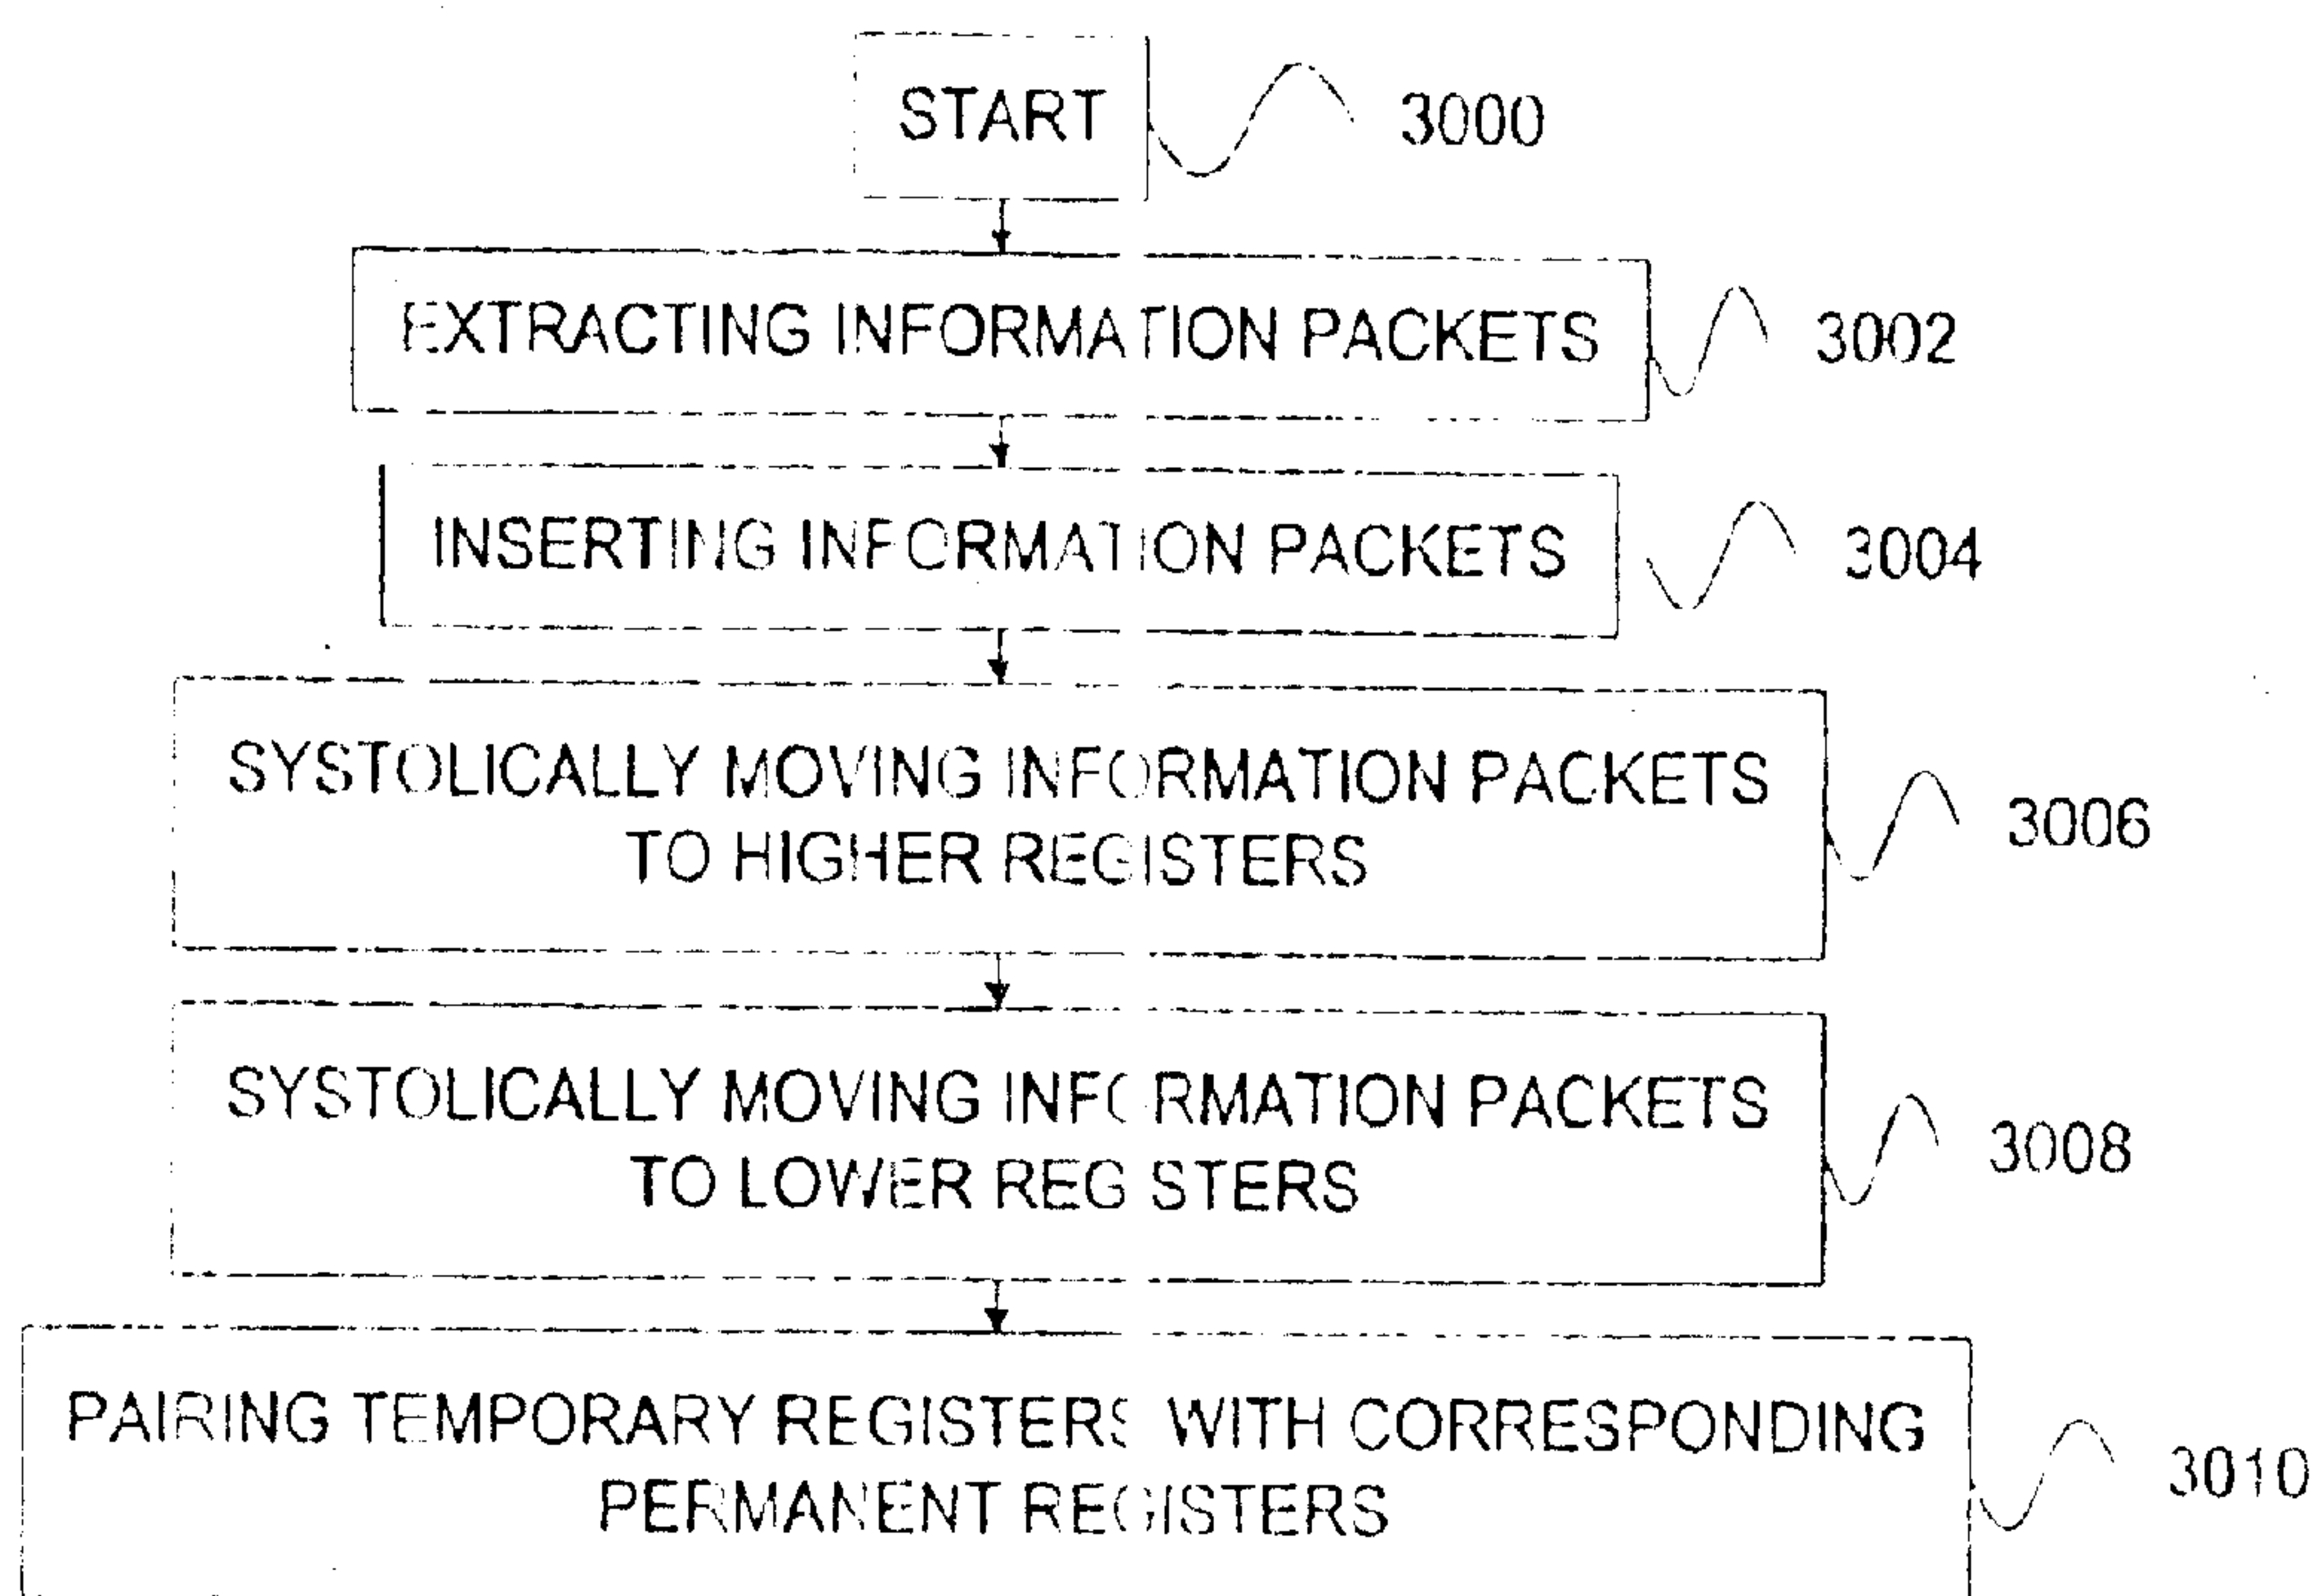 START
3000
EXTRACTING INFORMATION PACKETS
3002
INSERTING INFORMATION PACKETS
3004
SYSTOLICALLY MOVING INFORMATION PACKETS
TO HIGHER REGISTERS
3006
SYSTOLICALLY MOVING INFORMATION PACKETS
TO LOWER REGISTERS
3008
PAIRING TEMPORARY REGISTERS WITH CORRESPONDING
PERMANENT REGISTERS
3010